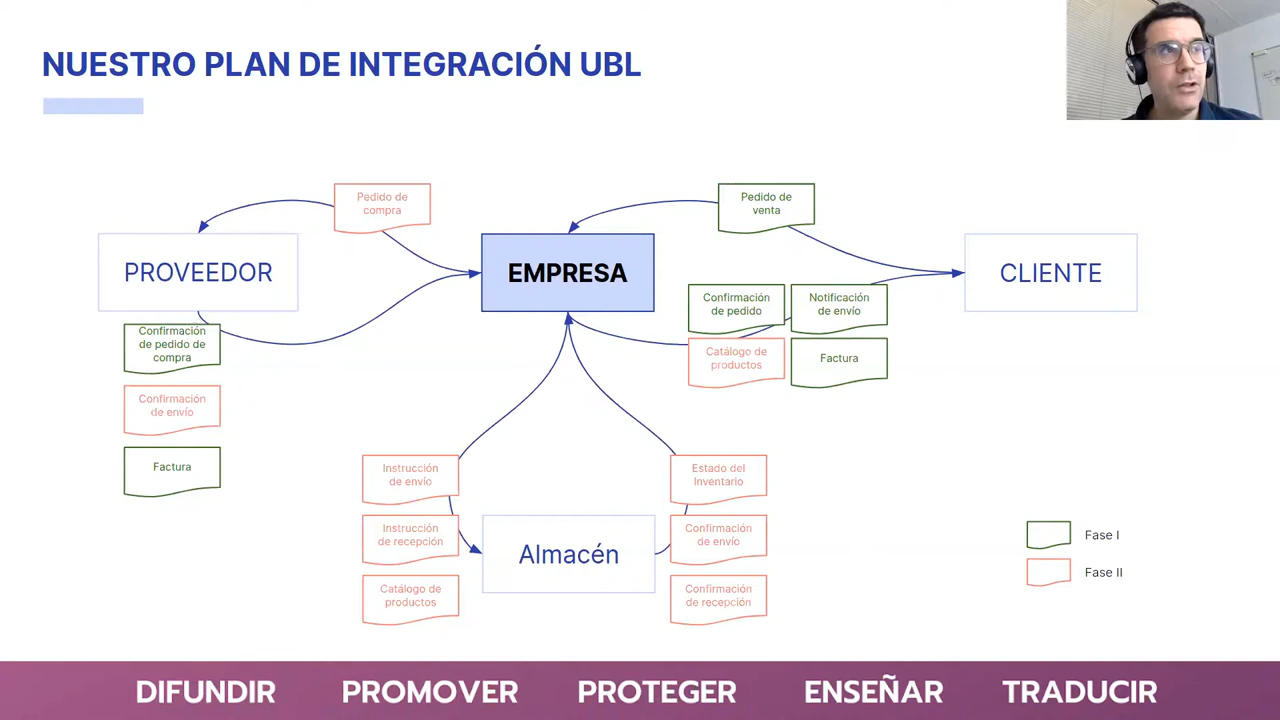 NUESTRO PLAN DE INTEGRACIÓN UBL
Pedido de
compra
Pedido de
venta
PROVEEDOR
EMPRESA
CLIENTE
Confirmación
de pedido de
compra
Confirmación
de envío
Factura
Confirmación
de pedido
Notificación
de envío
Catálogo de
productos
Factura
Instrucción
de envío
Instrucción
de recepción
Catálogo de
productos
Almacén
Estado del
Inventario
Confirmación
de envío
Confirmación
de recepción
Fase I
Fase II
DIFUNDIR PROMOVER PROTEGER ENSEÑAR TRADUCIR